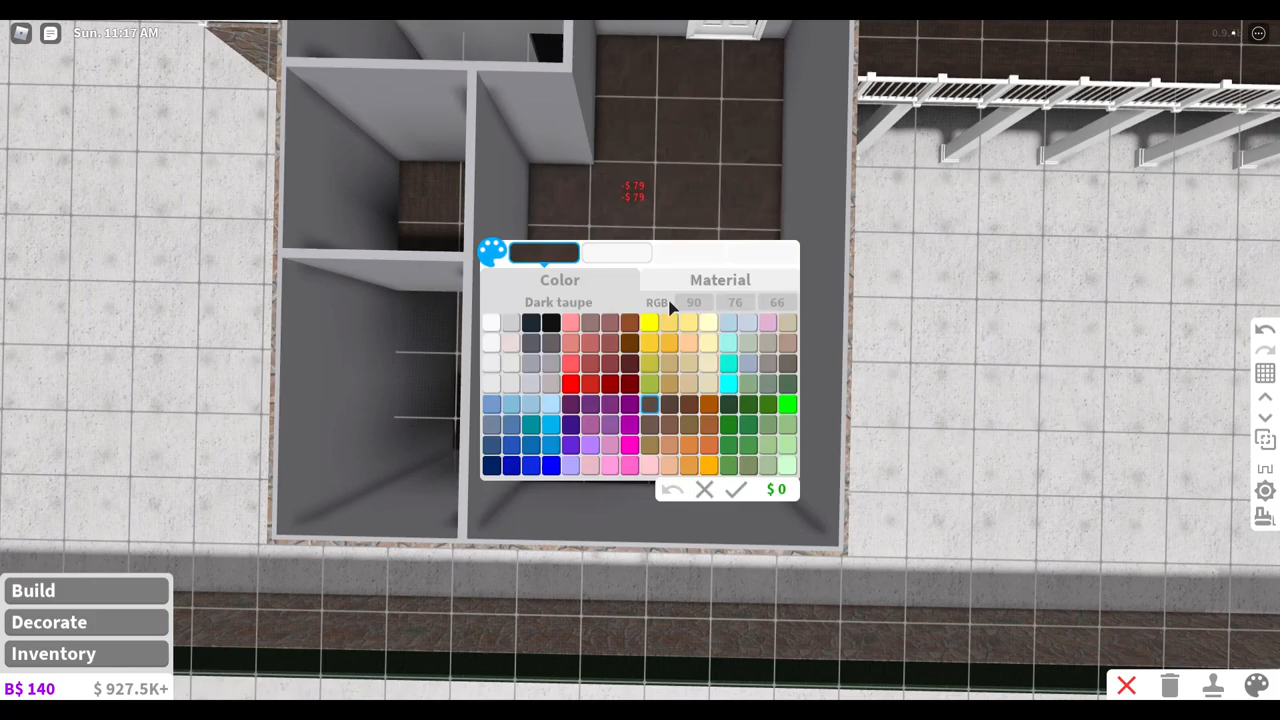 Sun. 11:17 AM
-$ 79
-$ 79
Color
Material
Dark taupe
RGB
90
76
66
$ 0
Build
Decorate
Inventory
B$ 140
$ 927.5K+